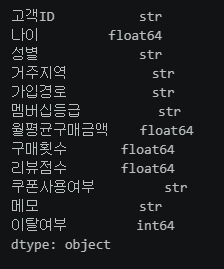 고객ID str
나이 float64
성별 str
거주지역 str
가입경로 str
멤버십등급 str
월평균구매금액 float64
구매횟수 float64
리뷰점수 float64
쿠폰사용여부 str
메모 str
이탈여부 int64
dtype: object